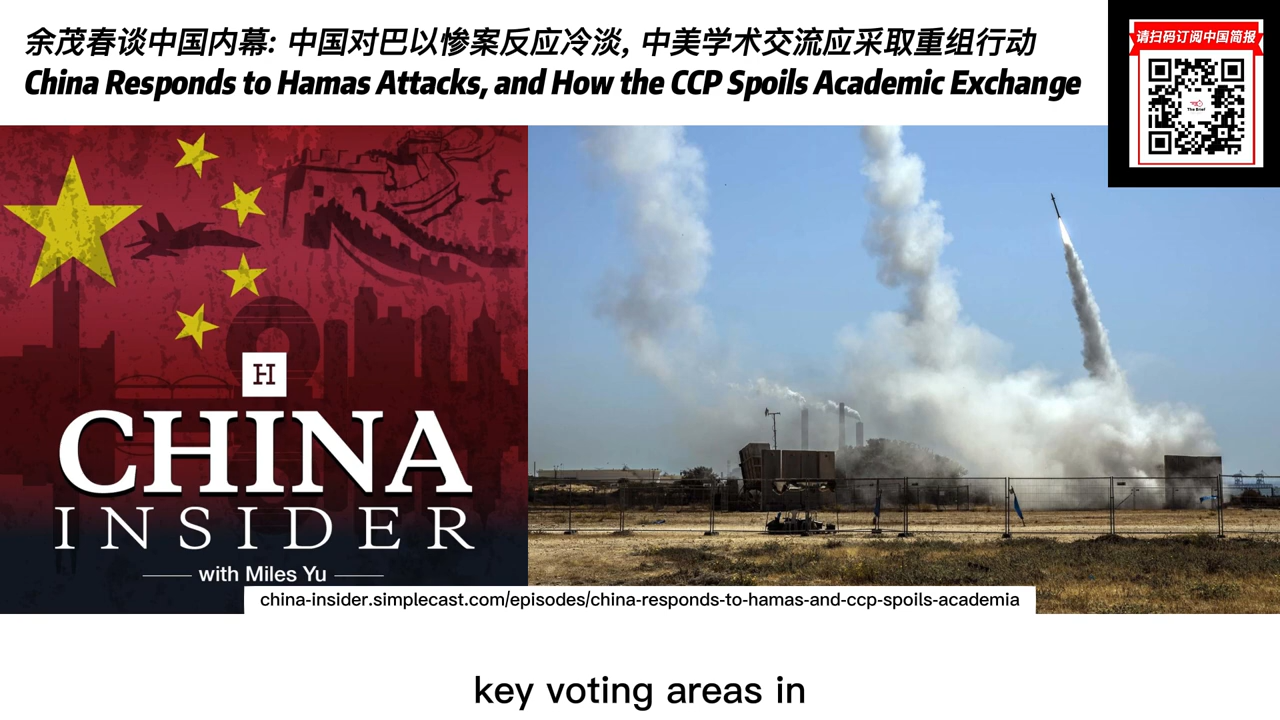 余茂春谈中国内幕: 中国对巴以惨案反应冷淡, 中美学术交流应采取重组行动
China Responds to Hamas Attacks, and How the CCP Spoils Academic Exchange
请扫码订阅中国简报
The Brief
H
CHINA
INSIDER
with Miles Yu
china-insider.simplecast.com/episodes/china-responds-to-hamas-and-ccp-spoils-academia
key voting areas in